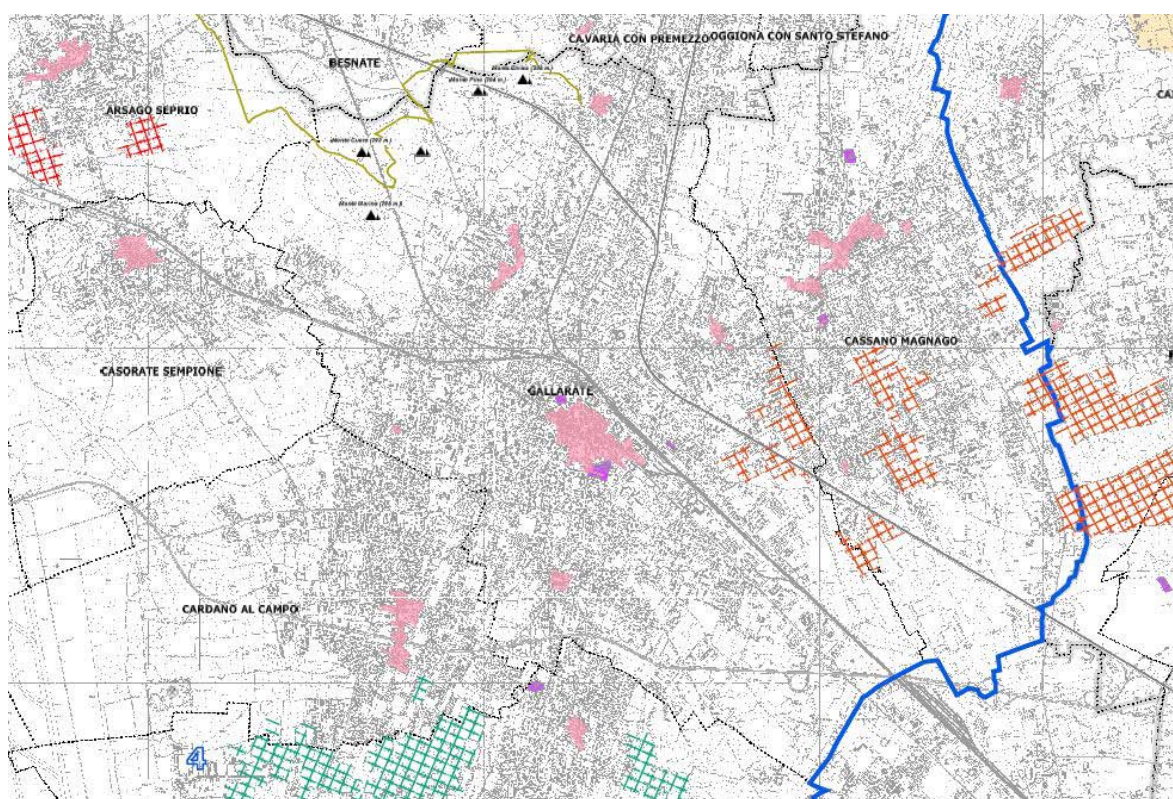 CAVARIA CON PREMEZZO
OGGIONA CON SANTO STEFANO
BESNATE
ARSAGO SEPRIO
CASSANO MAGNAGO
CASORATE SEMPIONE
GALLARATE
CARDANO AL CAMPO
4